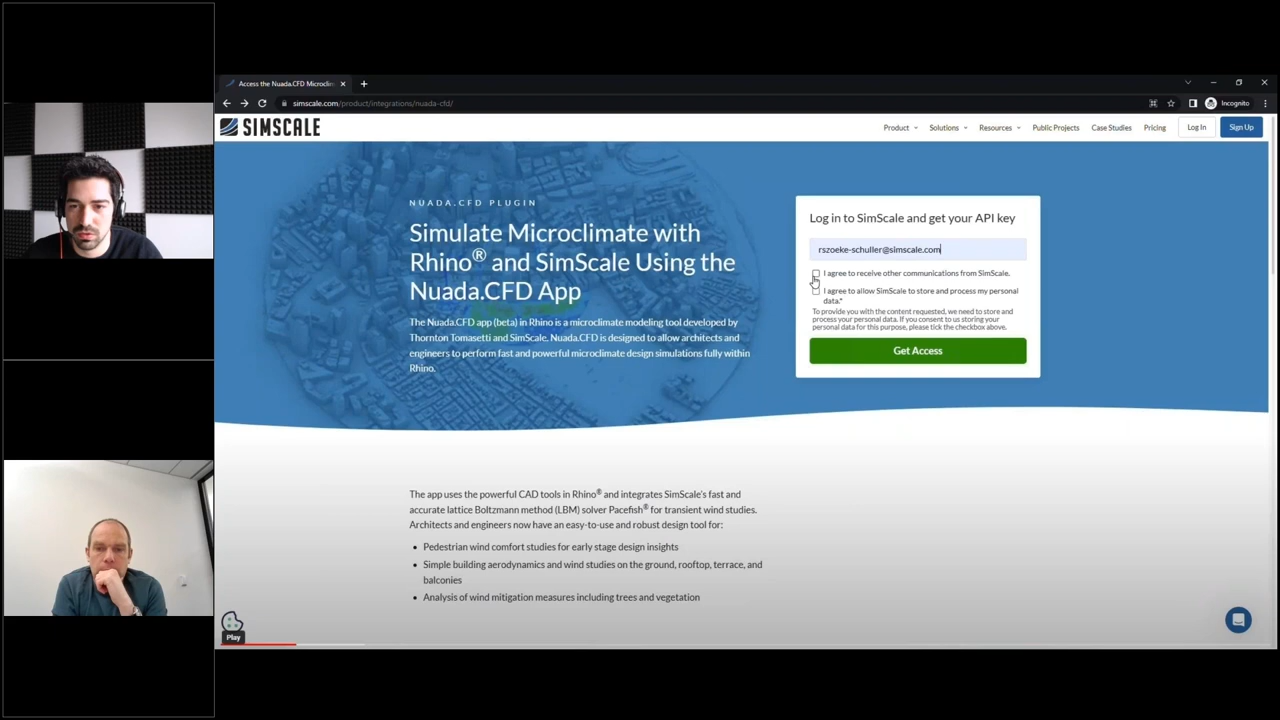 Access the Nuada.CFD Microclim
simscale.com/product/integrations/nuada-cfd/
Incognito
SIMSCALE
Product
Solutions
Resources
Public Projects
Case Studies
Pricing
Log In
Sign Up
NUADA.CFD PLUGIN
Simulate Microclimate with
Rhino® and SimScale Using the
Nuada.CFD App
The Nuada.CFD app (beta) in Rhino is a microclimate modeling tool developed by
Thornton Tomasetti and SimScale. Nuada.CFD is designed to allow architects and
engineers to perform fast and powerful microclimate design simulations fully within
Rhino.
Log in to SimScale and get your API key
rszoeke-schuller@simscale.com
I agree to receive other communications from SimScale.
I agree to allow SimScale to store and process my personal
data.*
To provide you with the content requested, we need to store and
process your personal data. If you consent to us storing your
personal data for this purpose, please tick the checkbox above.
Get Access
The app uses the powerful CAD tools in Rhino® and integrates SimScale's fast and
accurate lattice Boltzmann method (LBM) solver Pacefish® for transient wind studies.
Architects and engineers now have an easy-to-use and robust design tool for:
• Pedestrian wind comfort studies for early stage design insights
• Simple building aerodynamics and wind studies on the ground, rooftop, terrace, and
balconies
• Analysis of wind mitigation measures including trees and vegetation
Play